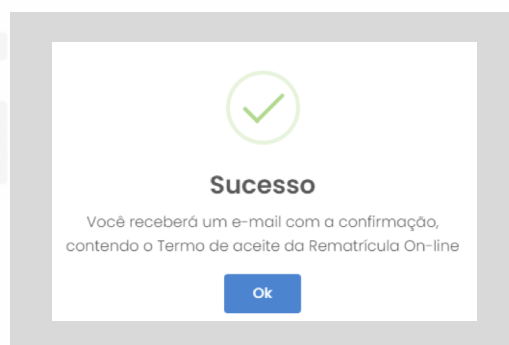 Sucesso
Você receberá um e-mail com a confirmação,
contendo o Termo de aceite da Rematrícula On-line
Ok